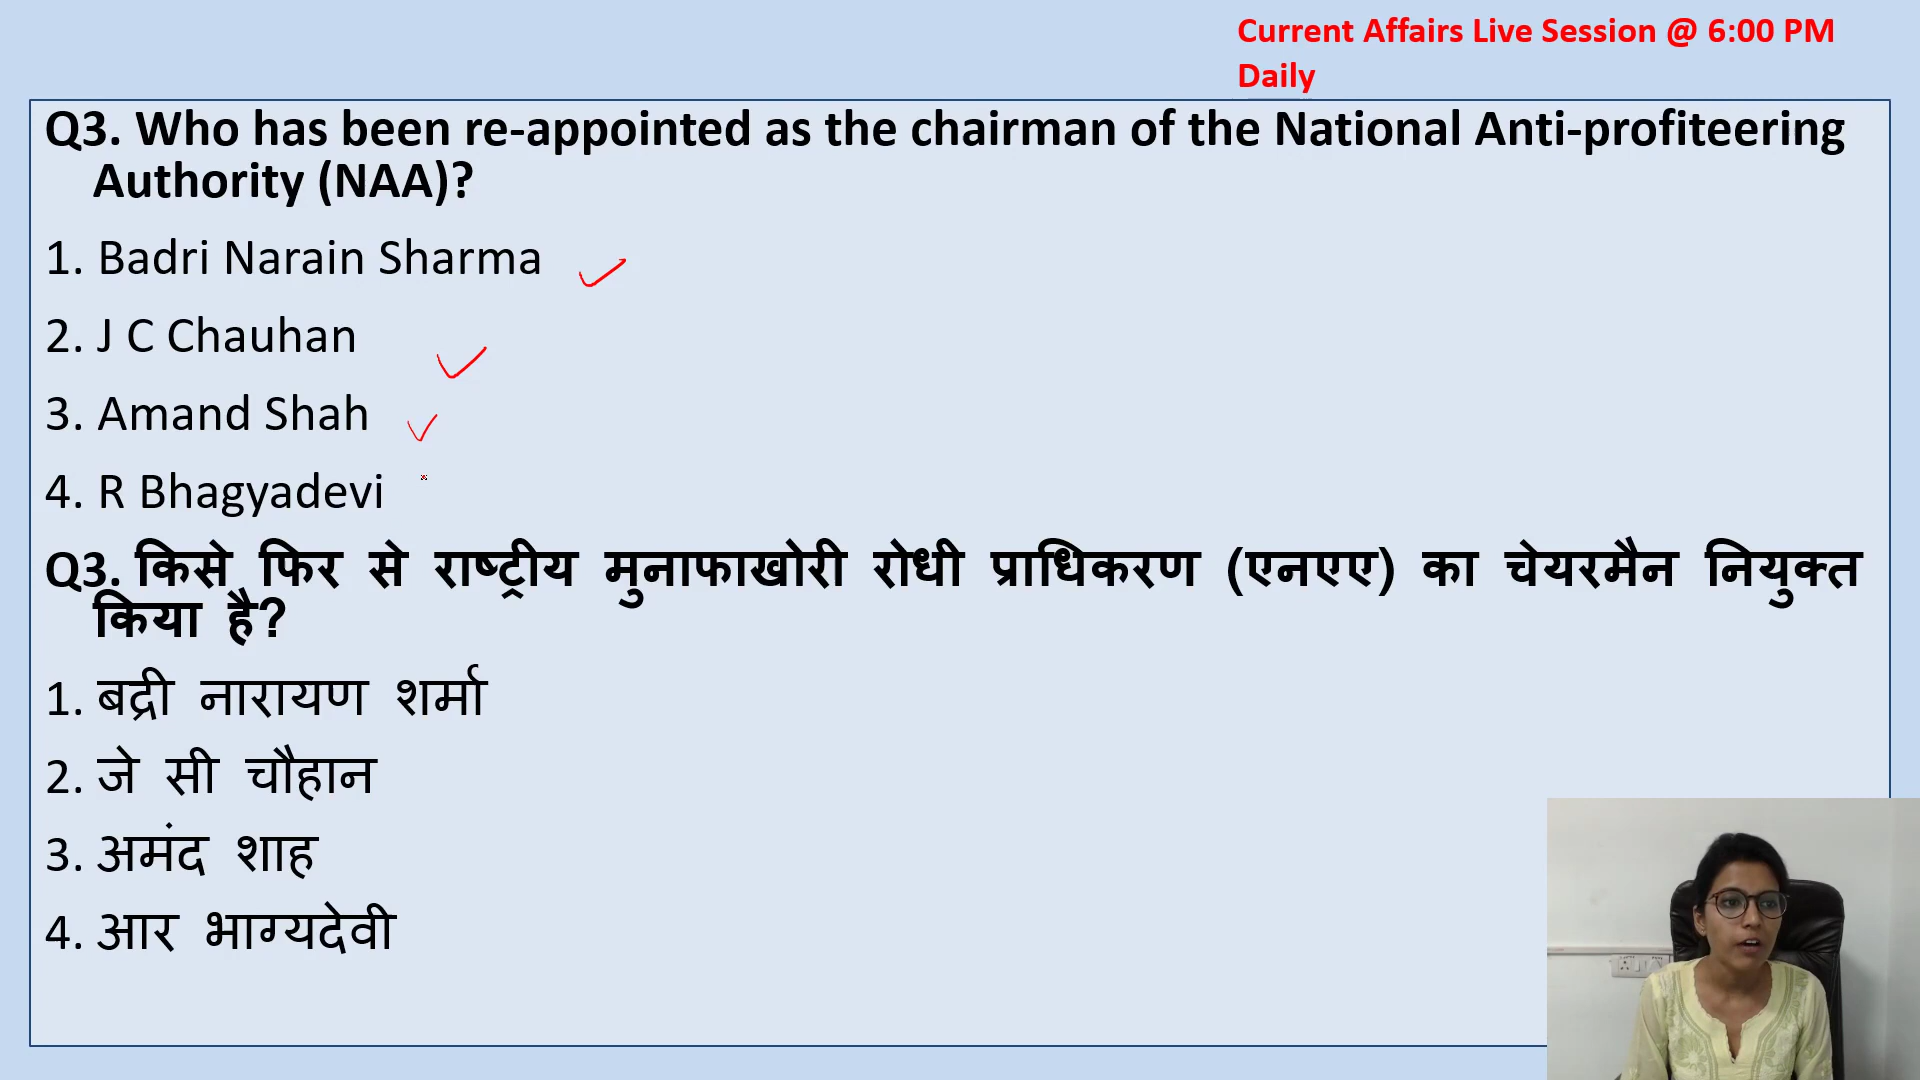 Current Affairs Live Session @ 6:00 PM
Daily
Q3. Who has been re-appointed as the chairman of the National Anti-profiteering
Authority (NAA)?
1. Badri Narain Sharma
2. J C Chauhan
3. Amand Shah
4. R Bhagyadevi
Q3. किसे फिर से राष्ट्रीय मुनाफाखोरी रोधी प्राधिकरण (एनएए) का चेयरमैन नियुक्त
किया है?
1. बद्री नारायण शर्मा
2. जे सी चौहान
3. अमंद शाह
4. आर भाग्यदेवी